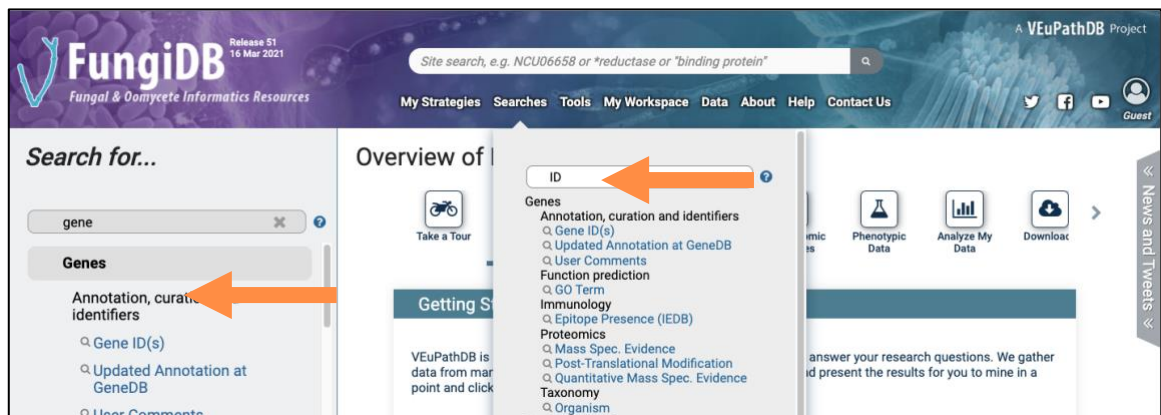 FungiDB
Release 51
16 Mar 2021
Fungal & Oomycete Informatics Resources
A VEuPathDB Project
Site search, e.g. NCU06658 or *reductase or "binding protein"
My Strategies Searches Tools My Workspace Data About Help Contact Us
Guest
Search for...
gene
Genes
Annotation,
identifiers
Gene ID(s)
Updated Annotation at
GeneDB
User Comments
Overview of
Take a Tour
ID
Genes
Annotation, curation and identifiers
Gene ID(s)
Updated Annotation at GeneDB
User Comments
Function prediction
GO Term
Immunology
Epitope Presence (IEDB)
Proteomics
Mass Spec. Evidence
Post-Translational Modification
Quantitative Mass Spec. Evidence
Taxonomy
Organism
Phenotypic
Data
Analyze My
Data
Getting
VEuPathDB is
data from
point and click
answer your research questions. We gather
present the results for you to mine in a
News and Tweets